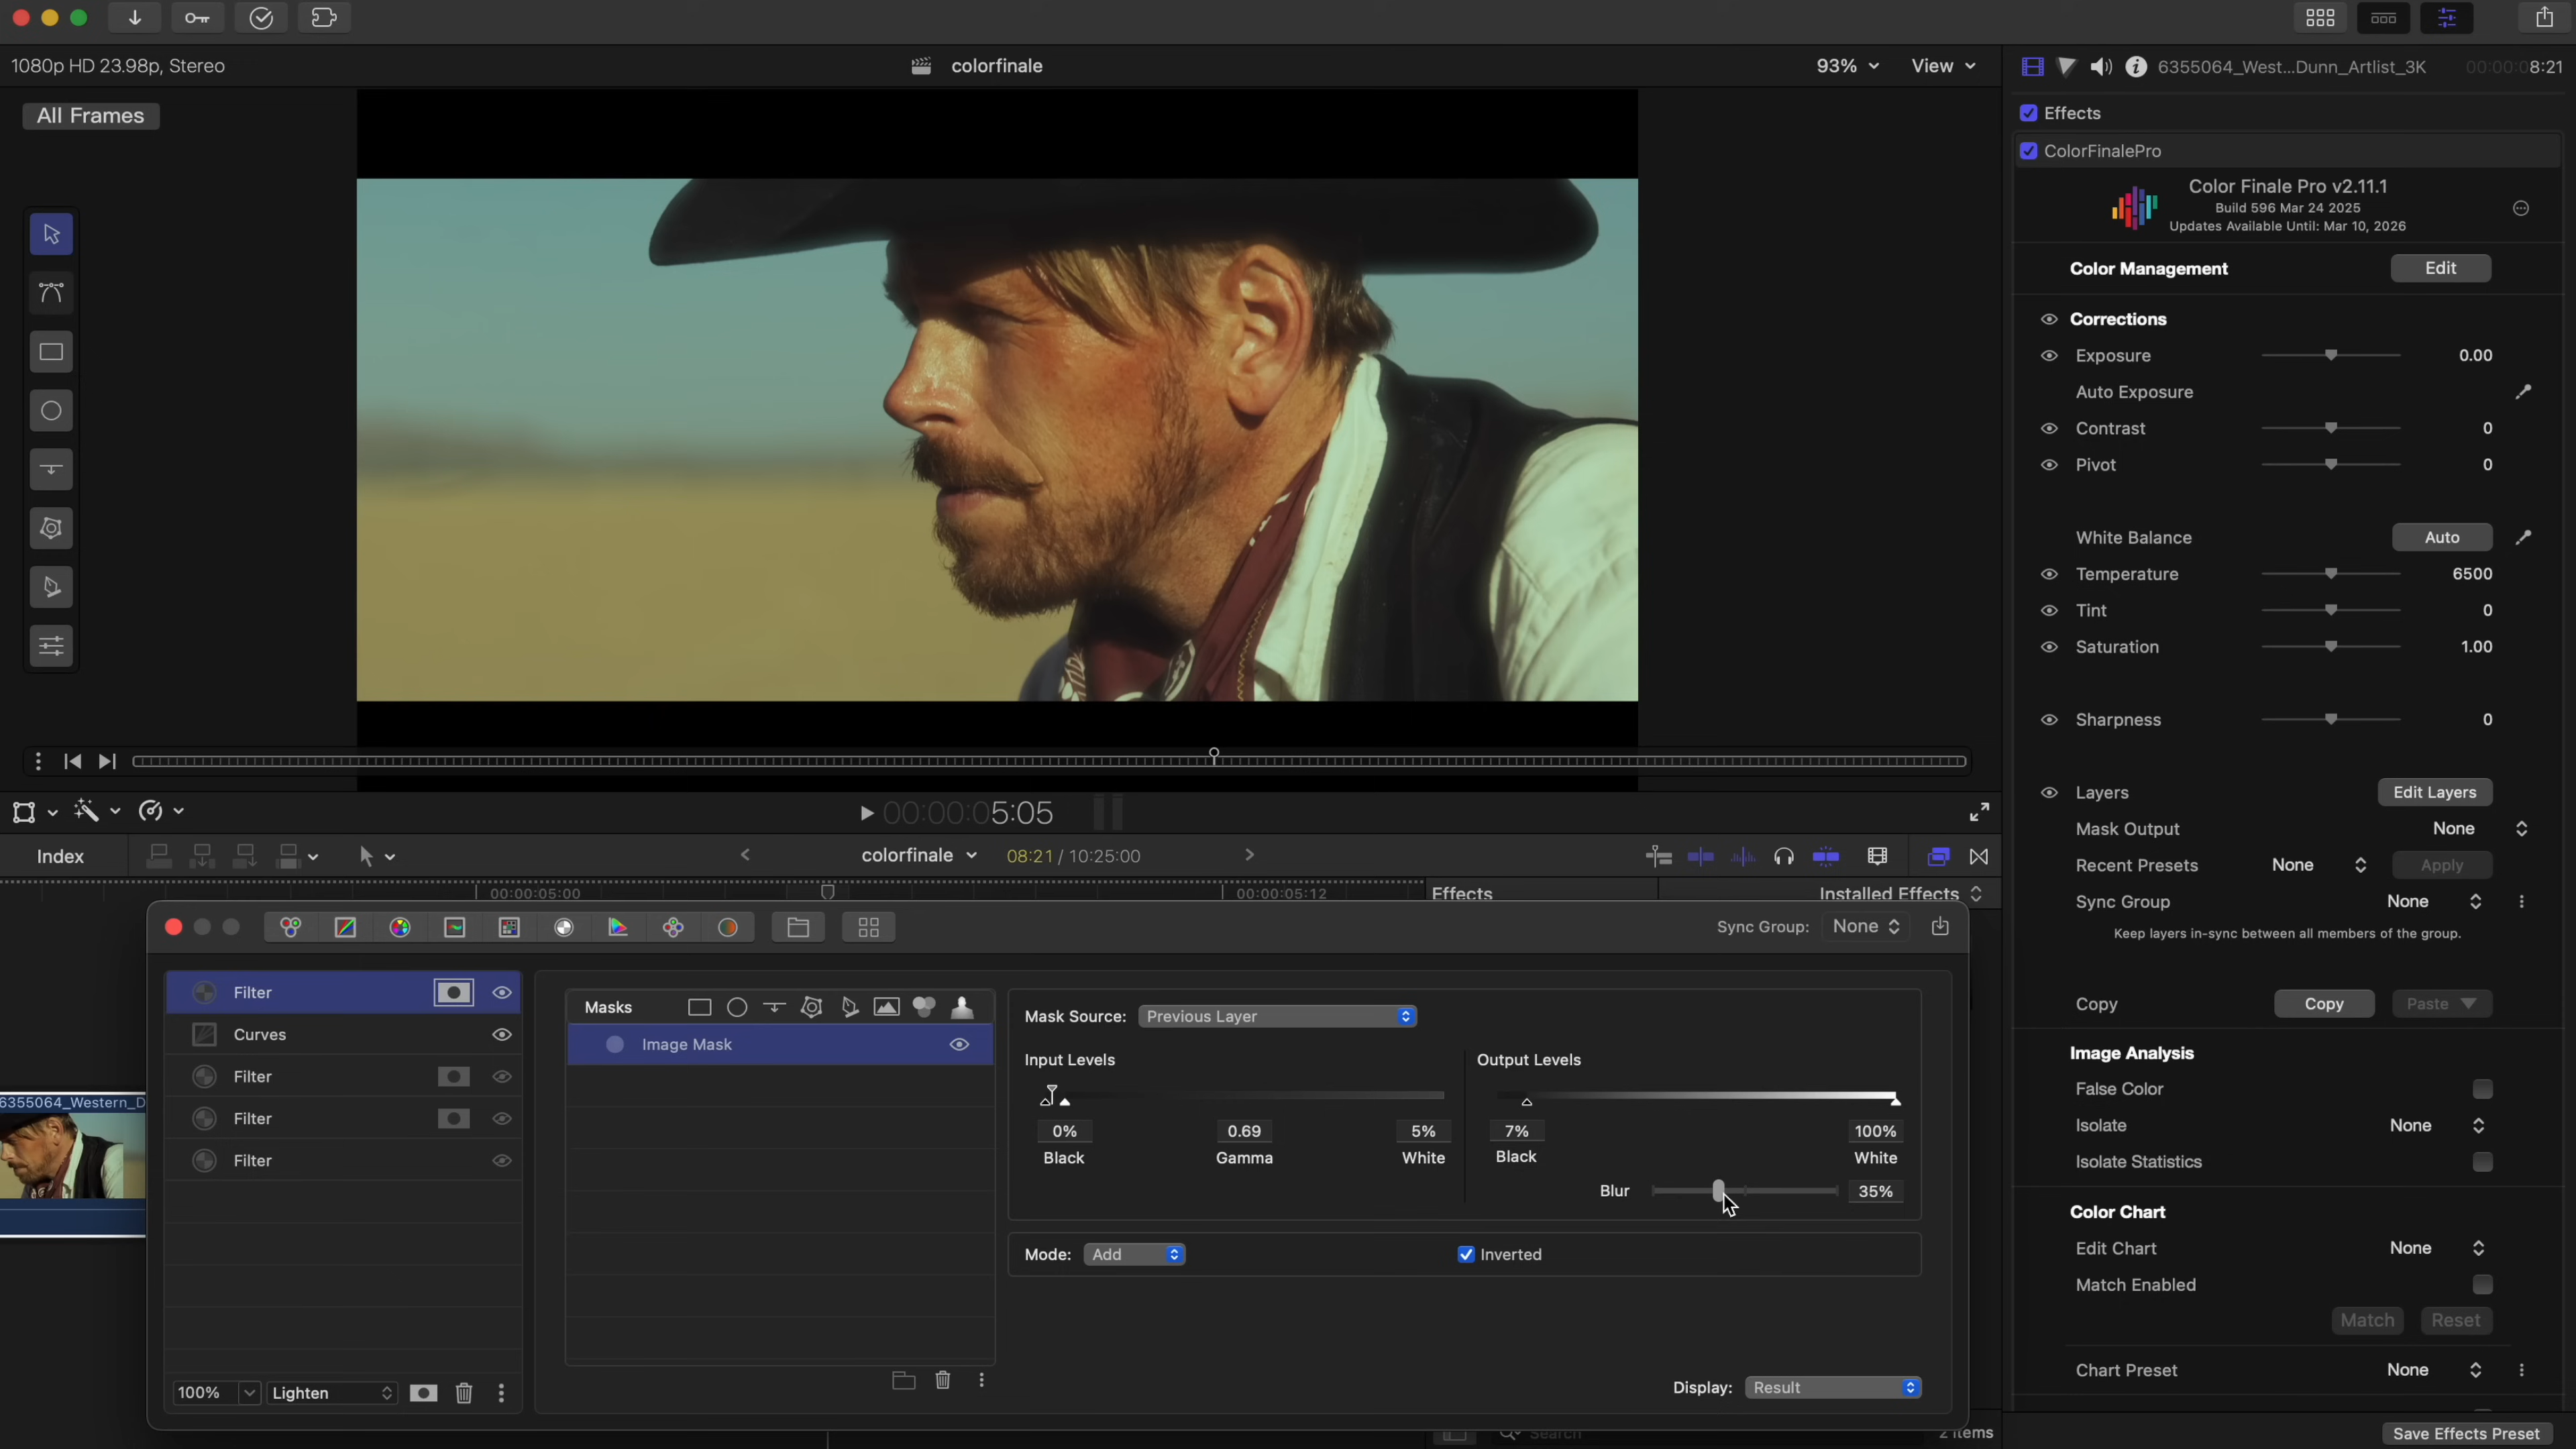 1080p HD 23.98p, Stereo
colorfinale
93%
View
6355064_West...Dunn_Artlist_3K
00:00:08:21
All Frames
Effects
ColorFinalePro
Color Finale Pro v2.11.1
Build 596 Mar 24 2025
Updates Available Until: Mar 10, 2026
Color Management
Edit
Corrections
Exposure
0.00
Auto Exposure
Contrast
0
Pivot
0
White Balance
Auto
Temperature
6500
Tint
0
Saturation
1.00
Sharpness
0
Layers
Edit Layers
Mask Output
None
Recent Presets
None
Apply
Sync Group
None
Keep layers in-sync between all members of the group.
Copy
Copy
Paste
Image Analysis
False Color
Isolate
None
Isolate Statistics
Color Chart
Edit Chart
None
Match Enabled
Match
Reset
Chart Preset
None
Save Effects Preset
00:00:05:05
Index
colorfinale
08:21 / 10:25:00
00:00:05:00
00:00:05:12
Effects
Installed Effects
6355064_Western_D
Sync Group:
None
Filter
Curves
Filter
Filter
Filter
100%
Lighten
Masks
Image Mask
Mask Source:
Previous Layer
Input Levels
Output Levels
0%
0.69
5%
7%
100%
Black
Gamma
White
Black
White
Blur
35%
Mode:
Add
Inverted
Display:
Result
Search
2 items